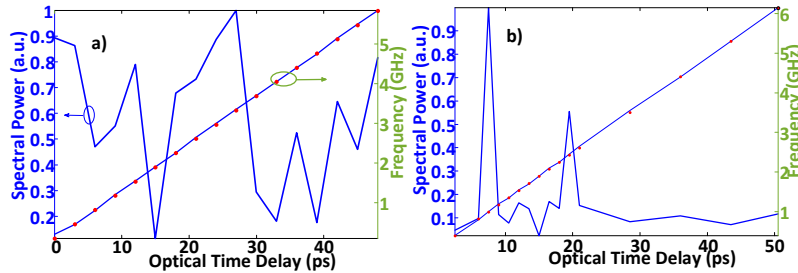 a)
Spectral Power (a.u.)
1
0.9
0.8
0.7
0.6
0.5
0.4
0.3
0.2
0 10 20 30 40
Optical Time Delay (ps)
5
4
3
2
1
Frequency (GHz)
b)
Spectral Power (a.u.)
0.9
0.8
0.7
0.6
0.5
0.4
0.3
0.2
0.1
10 20 30 40 50
Optical Time Delay (ps)
6
5
4
3
2
1
Frequency (GHz)